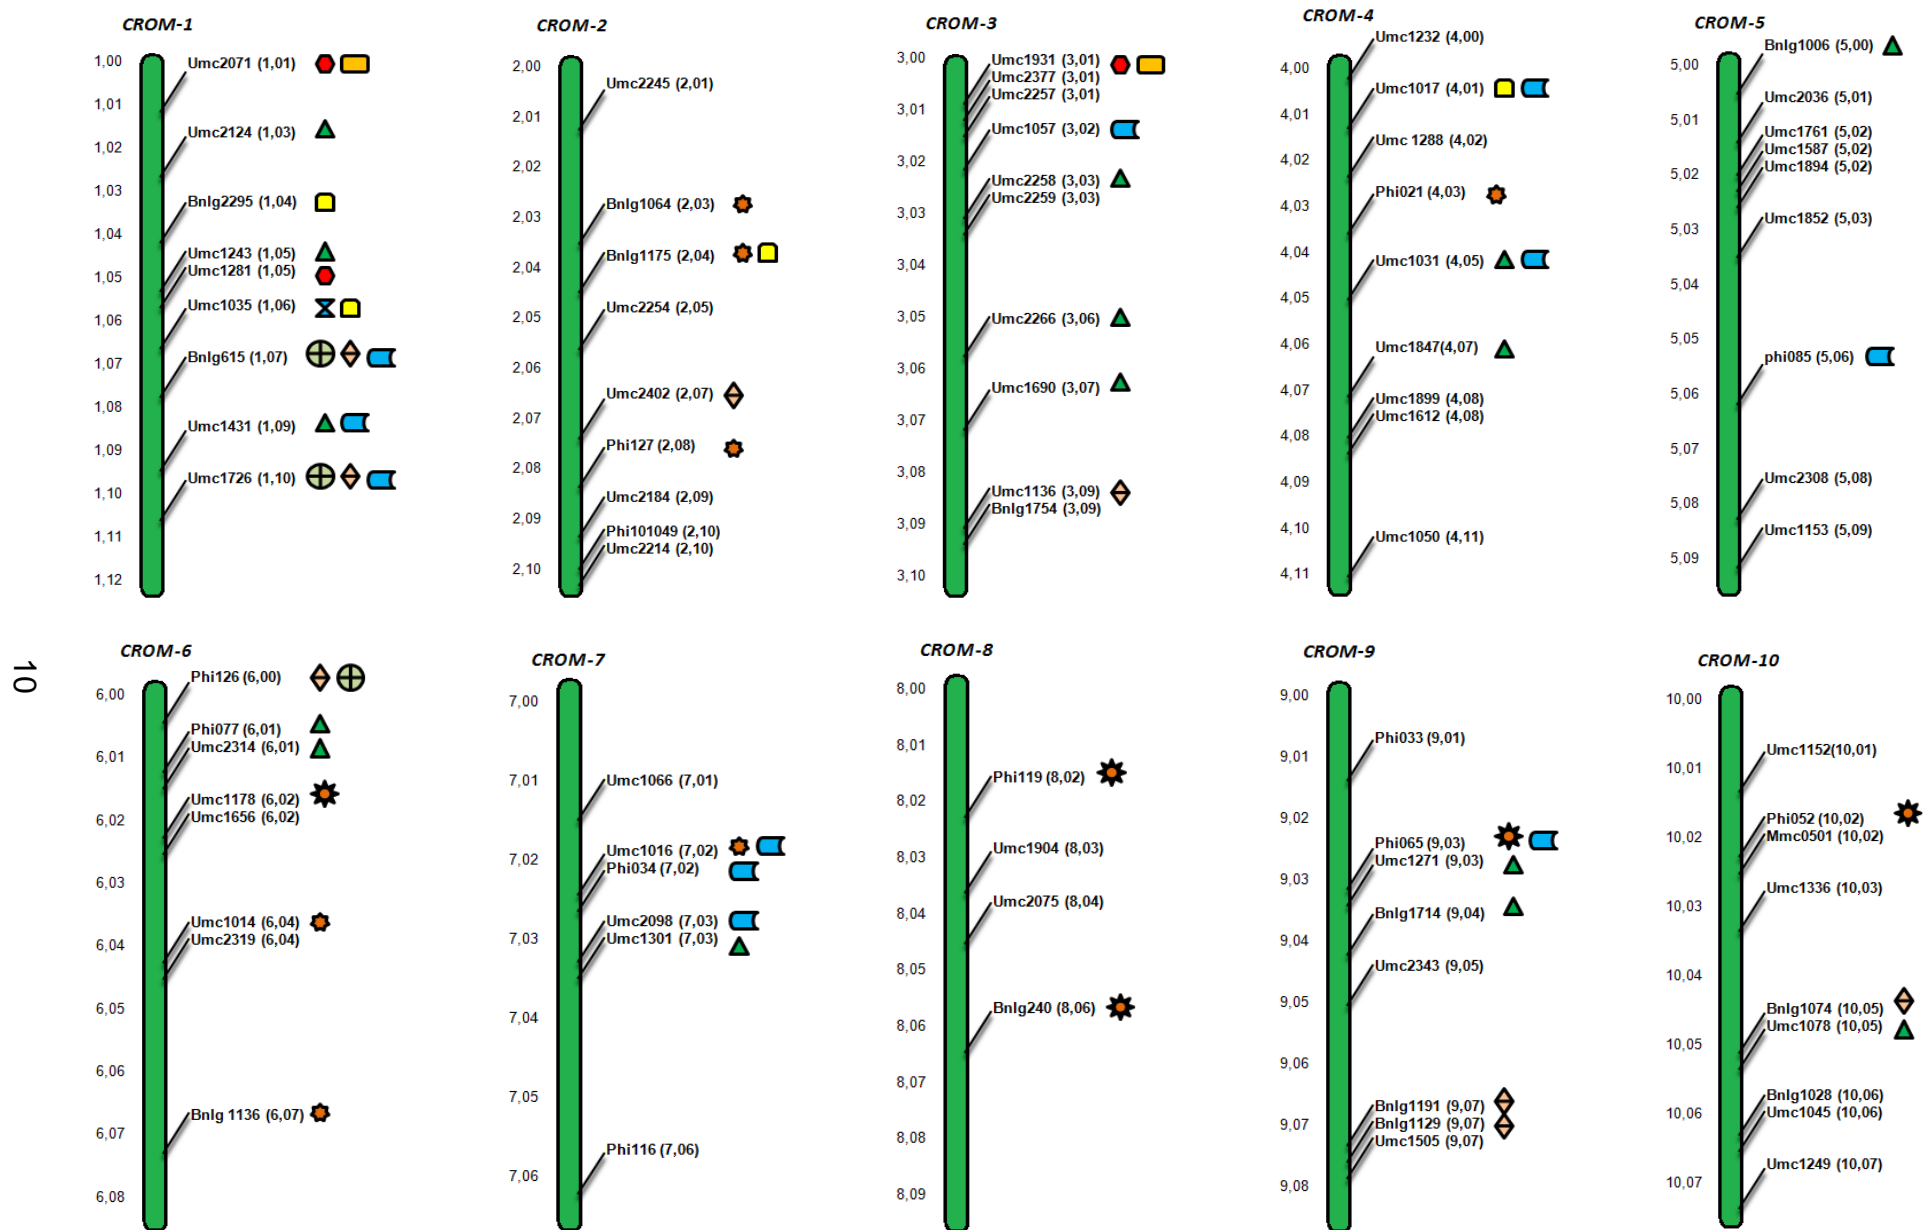 CROM-1
1,00
1,01
1,02
1,03
1,04
1,05
1,06
1,07
1,08
1,09
1,10
1,11
1,12
Umc2071 (1,01)
Umc2124 (1,03)
Bnlg2295 (1,04)
Umc1243 (1,05)
Umc1281 (1,05)
Umc1035 (1,06)
Bnlg615 (1,07)
Umc1431 (1,09)
Umc1726 (1,10)
CROM-2
2,00
2,01
2,02
2,03
2,04
2,05
2,06
2,07
2,08
2,09
2,10
Umc2245 (2,01)
Bnlg1064 (2,03)
Bnlg1175 (2,04)
Umc2254 (2,05)
Umc2402 (2,07)
Phi127 (2,08)
Umc2184 (2,09)
Phi101049 (2,10)
Umc2214 (2,10)
CROM-3
3,00
3,01
3,02
3,03
3,04
3,05
3,06
3,07
3,08
3,09
3,10
Umc1931 (3,01)
Umc2377 (3,01)
Umc2257 (3,01)
Umc1057 (3,02)
Umc2258 (3,03)
Umc2259 (3,03)
Umc2266 (3,06)
Umc1690 (3,07)
Umc1136 (3,09)
Bnlg1754 (3,09)
CROM-4
4,00
4,01
4,02
4,03
4,04
4,05
4,06
4,07
4,08
4,09
4,10
4,11
Umc1232 (4,00)
Umc1017 (4,01)
Umc 1288 (4,02)
Phi021 (4,03)
Umc1031 (4,05)
Umc1847(4,07)
Umc1899 (4,08)
Umc1612 (4,08)
Umc1050 (4,11)
CROM-5
5,00
5,01
5,02
5,03
5,04
5,05
5,06
5,07
5,08
5,09
Bnlg1006 (5,00)
Umc2036 (5,01)
Umc1761 (5,02)
Umc1587 (5,02)
Umc1894 (5,02)
Umc1852 (5,03)
phi085 (5,06)
Umc2308 (5,08)
Umc1153 (5,09)
10
CROM-6
6,00
6,01
6,02
6,03
6,04
6,05
6,06
6,07
6,08
Phi126 (6,00)
Phi077 (6,01)
Umc2314 (6,01)
Umc1178 (6,02)
Umc1656 (6,02)
Umc1014 (6,04)
Umc2319 (6,04)
Bnlg 1136 (6,07)
CROM-7
7,00
7,01
7,02
7,03
7,04
7,05
7,06
Umc1066 (7,01)
Umc1016 (7,02)
Phi034 (7,02)
Umc2098 (7,03)
Umc1301 (7,03)
Phi116 (7,06)
CROM-8
8,00
8,01
8,02
8,03
8,04
8,05
8,06
8,07
8,08
8,09
Phi119 (8,02)
Umc1904 (8,03)
Umc2075 (8,04)
Bnlg240 (8,06)
CROM-9
9,00
9,01
9,02
9,03
9,04
9,05
9,06
9,07
9,08
Phi033 (9,01)
Phi065 (9,03)
Umc1271 (9,03)
Bnlg1714 (9,04)
Umc2343 (9,05)
Bnlg1191 (9,07)
Bnlg1129 (9,07)
Umc1505 (9,07)
CROM-10
10,00
10,01
10,02
10,03
10,04
10,05
10,06
10,07
Umc1152(10,01)
Phi052 (10,02)
Mmc0501 (10,02)
Umc1336 (10,03)
Bnlg1074 (10,05)
Umc1078 (10,05)
Bnlg1028 (10,06)
Umc1045 (10,06)
Umc1249 (10,07)